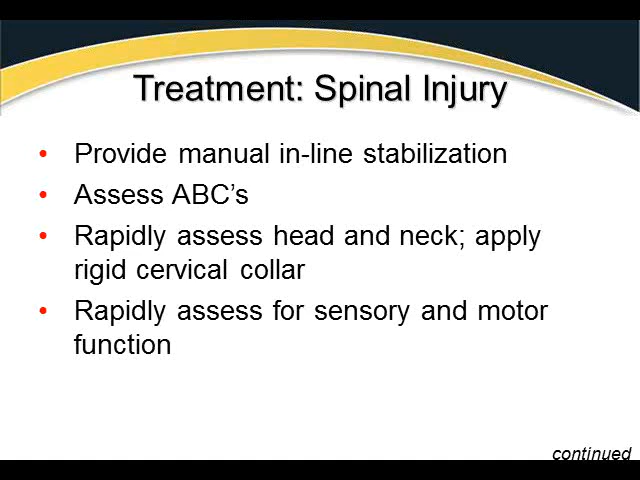 Treatment: Spinal Injury
• Provide manual in-line stabilization
• Assess ABC’s
• Rapidly assess head and neck; apply
rigid cervical collar
• Rapidly assess for sensory and motor
function
continued